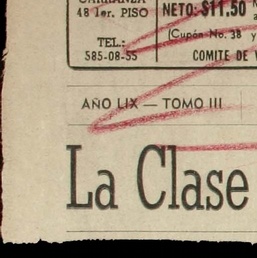 CARRANZA
48 1er. PISO
TEL.:
585-08-55
NETO: $11.50
(Cupón No. 38 y
COMITE DE
AÑO LIX — TOMO III
La Clase